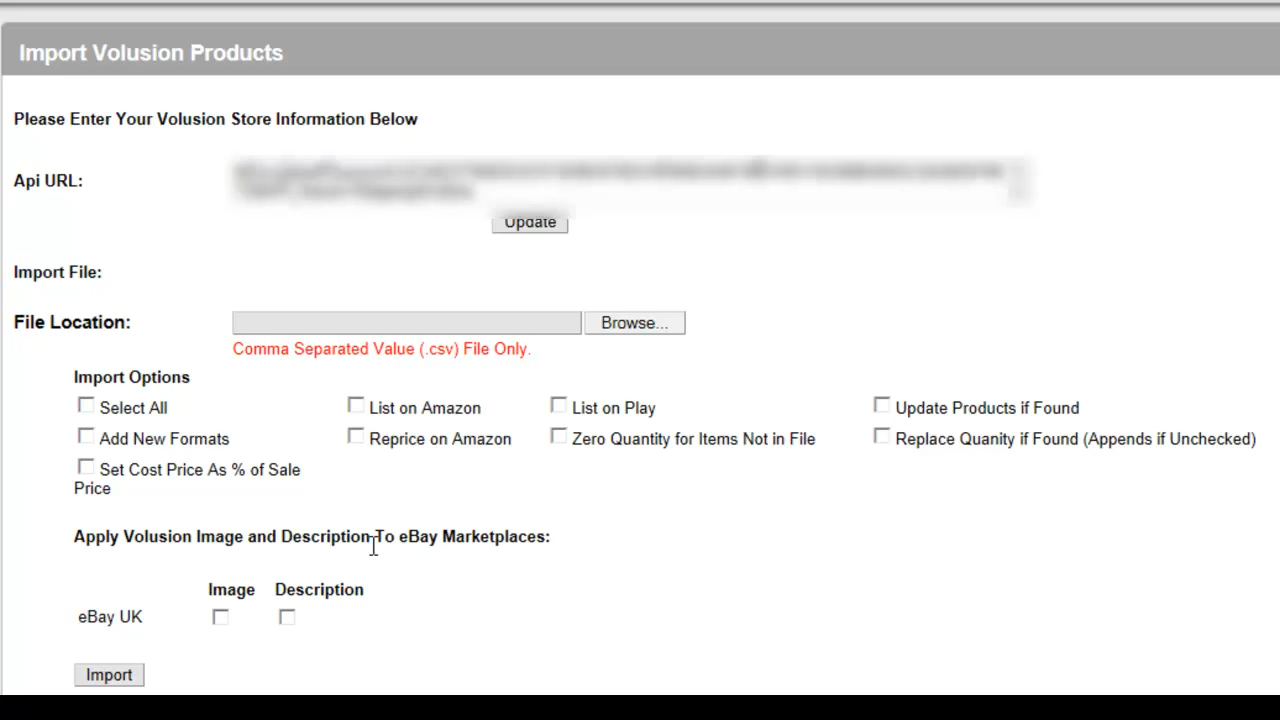 Import Volusion Products
Please Enter Your Volusion Store Information Below
Api URL:
Update
Import File:
File Location:
Browse...
Comma Separated Value (.csv) File Only.
Import Options
Select All
List on Amazon
List on Play
Update Products if Found
Add New Formats
Reprice on Amazon
Zero Quantity for Items Not in File
Replace Quanity if Found (Appends if Unchecked)
Set Cost Price As % of Sale
Price
Apply Volusion Image and Description To eBay Marketplaces:
Image Description
eBay UK
Import